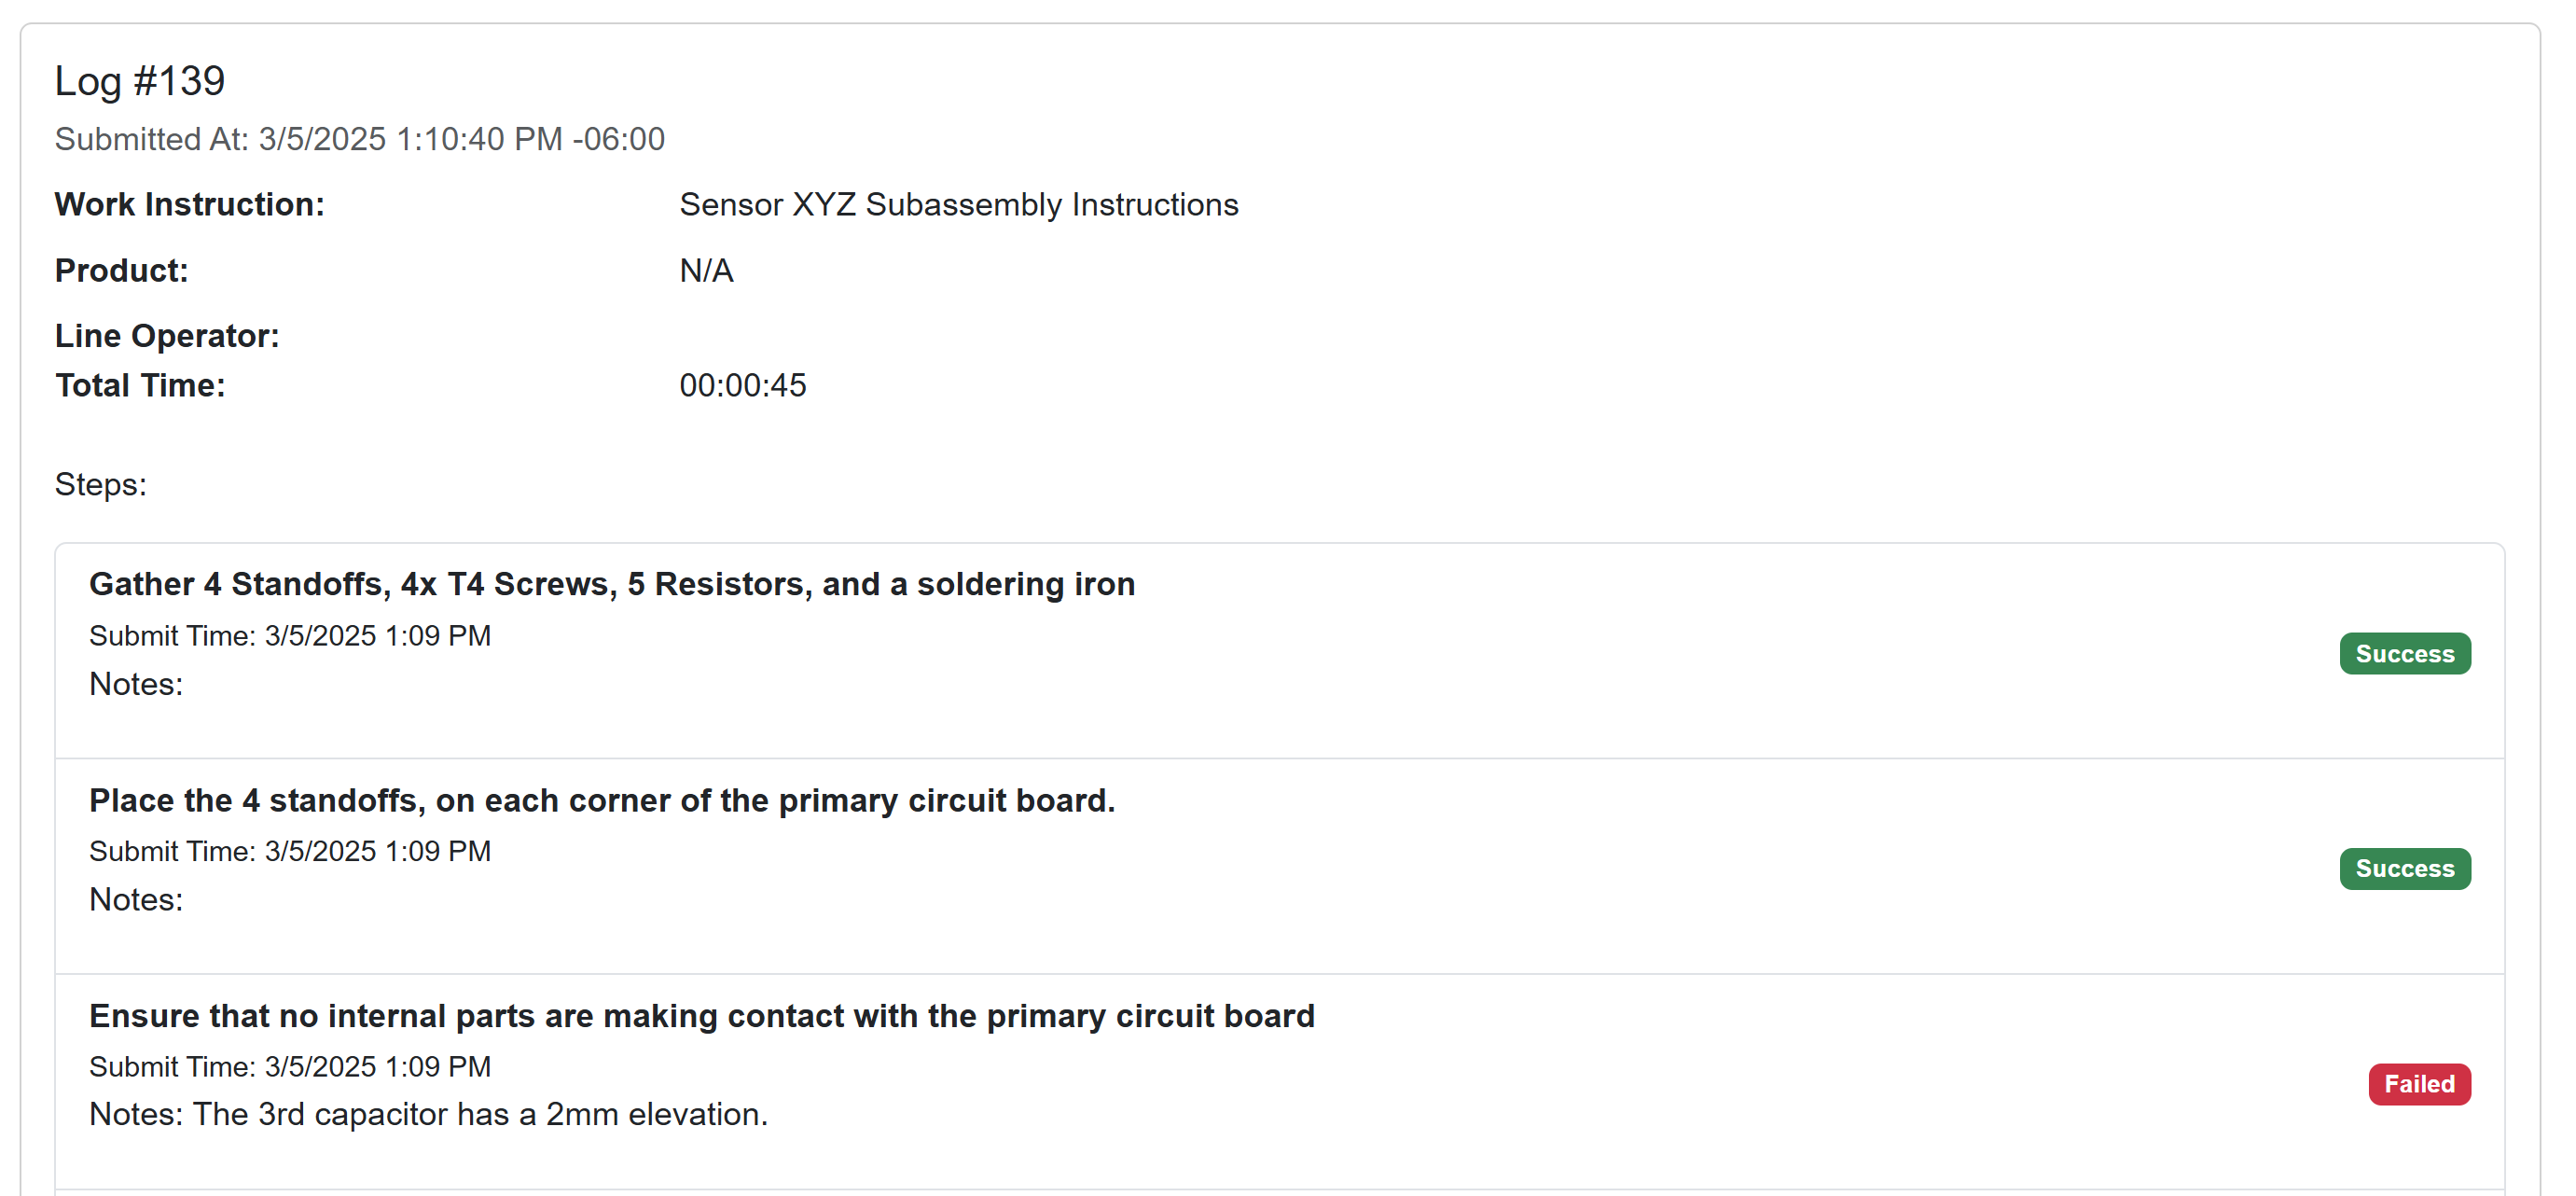 Log #139
Submitted At: 3/5/2025 1:10:40 PM -06:00
Work Instruction: Sensor XYZ Subassembly Instructions
Product: N/A
Line Operator:
Total Time: 00:00:45
Steps:
Gather 4 Standoffs, 4x T4 Screws, 5 Resistors, and a soldering iron
Submit Time: 3/5/2025 1:09 PM
Success
Notes:
Place the 4 standoffs, on each corner of the primary circuit board.
Submit Time: 3/5/2025 1:09 PM
Success
Notes:
Ensure that no internal parts are making contact with the primary circuit board
Submit Time: 3/5/2025 1:09 PM
Failed
Notes: The 3rd capacitor has a 2mm elevation.